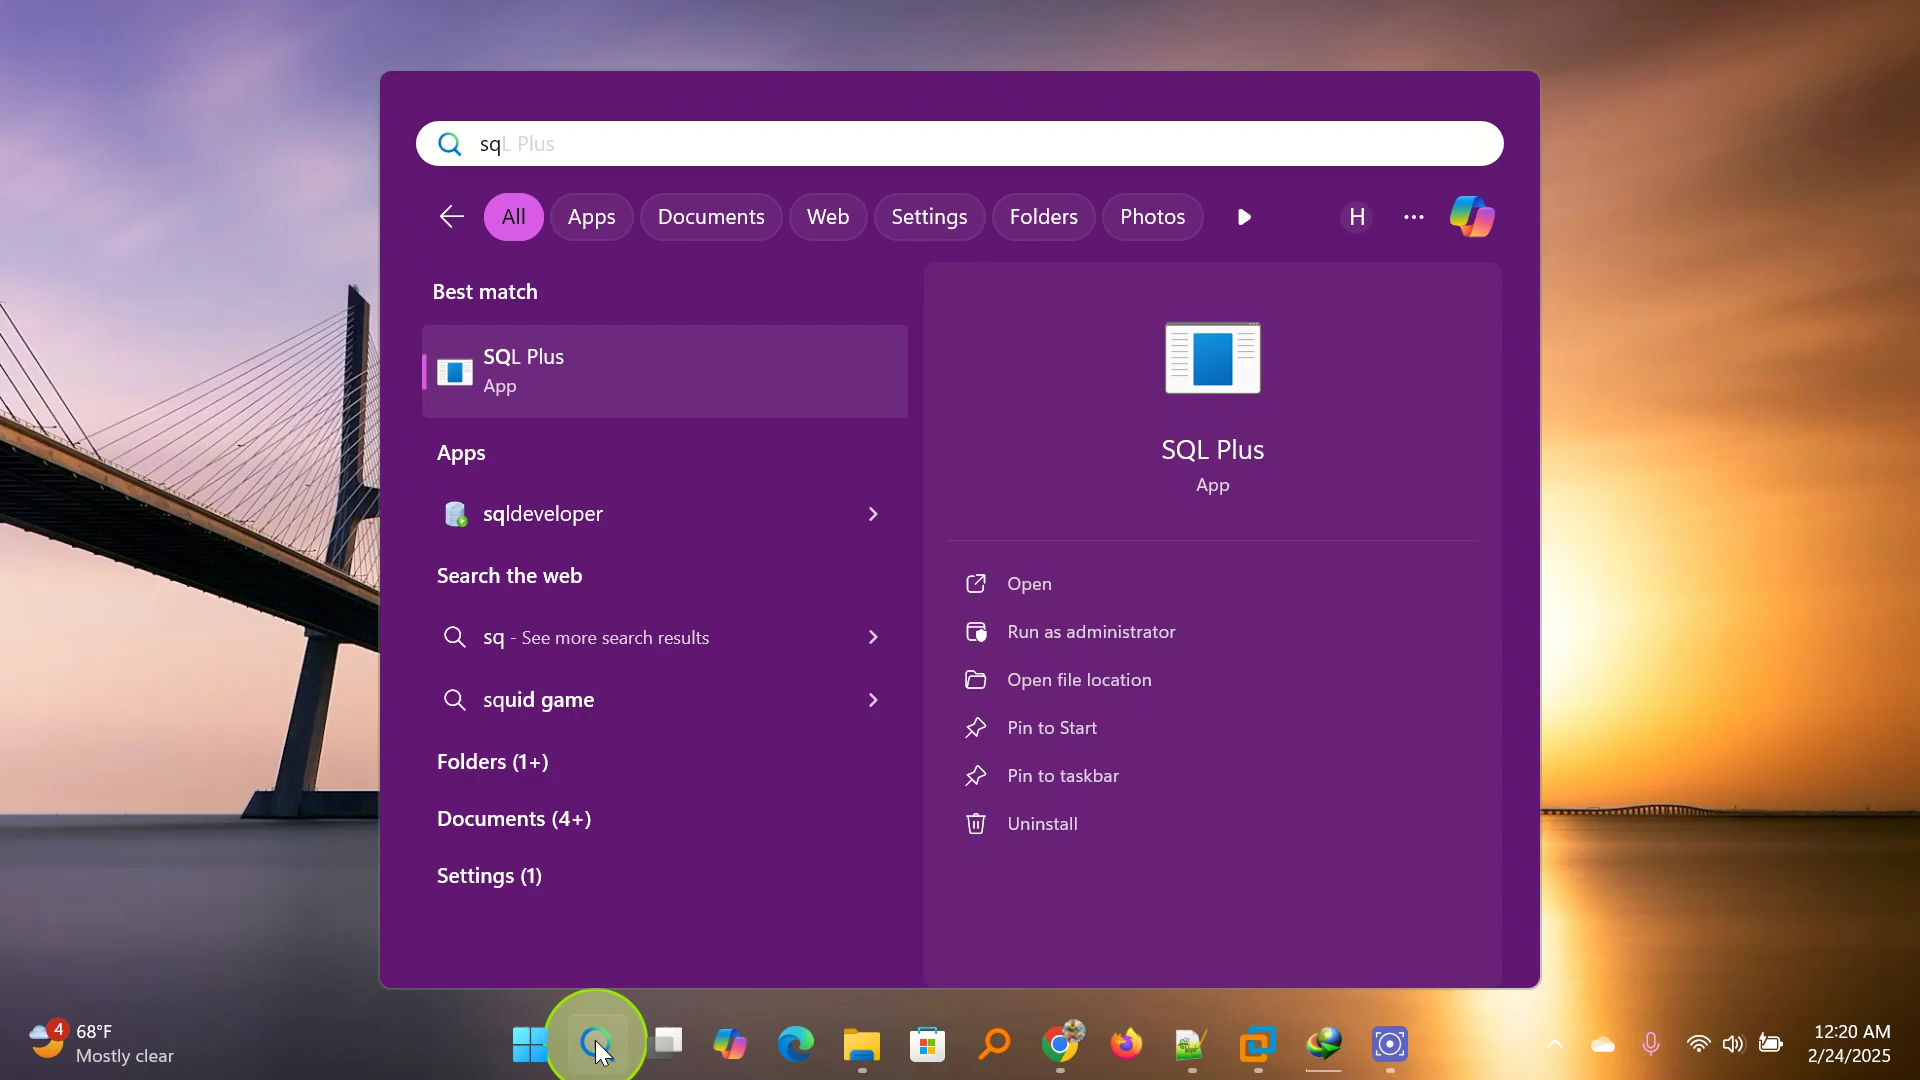 sqL Plus
All Apps Documents Web Settings Folders Photos H
Best match
SQL Plus
App
Apps
sqldeveloper
Search the web
sq - See more search results
squid game
Folders (1+)
Documents (4+)
Settings (1)
SQL Plus
App
Open
Run as administrator
Open file location
Pin to Start
Pin to taskbar
Uninstall
4
68°F
Mostly clear
12:20 AM
2/24/2025